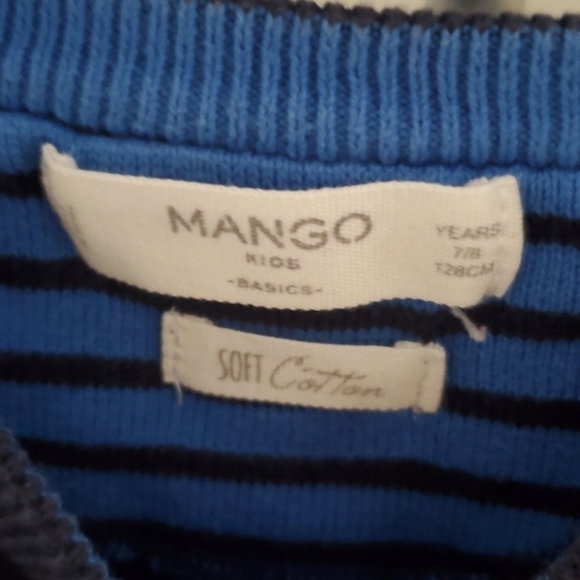 MANGO
KIDS
-BASICS-
YEARS
7/8
128CM
SOFT Cotton